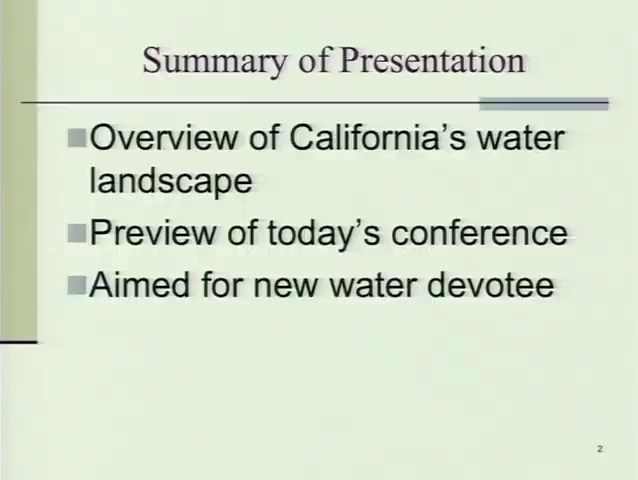 Summary of Presentation
Overview of California's water
landscape
Preview of today's conference
Aimed for new water devotee
2